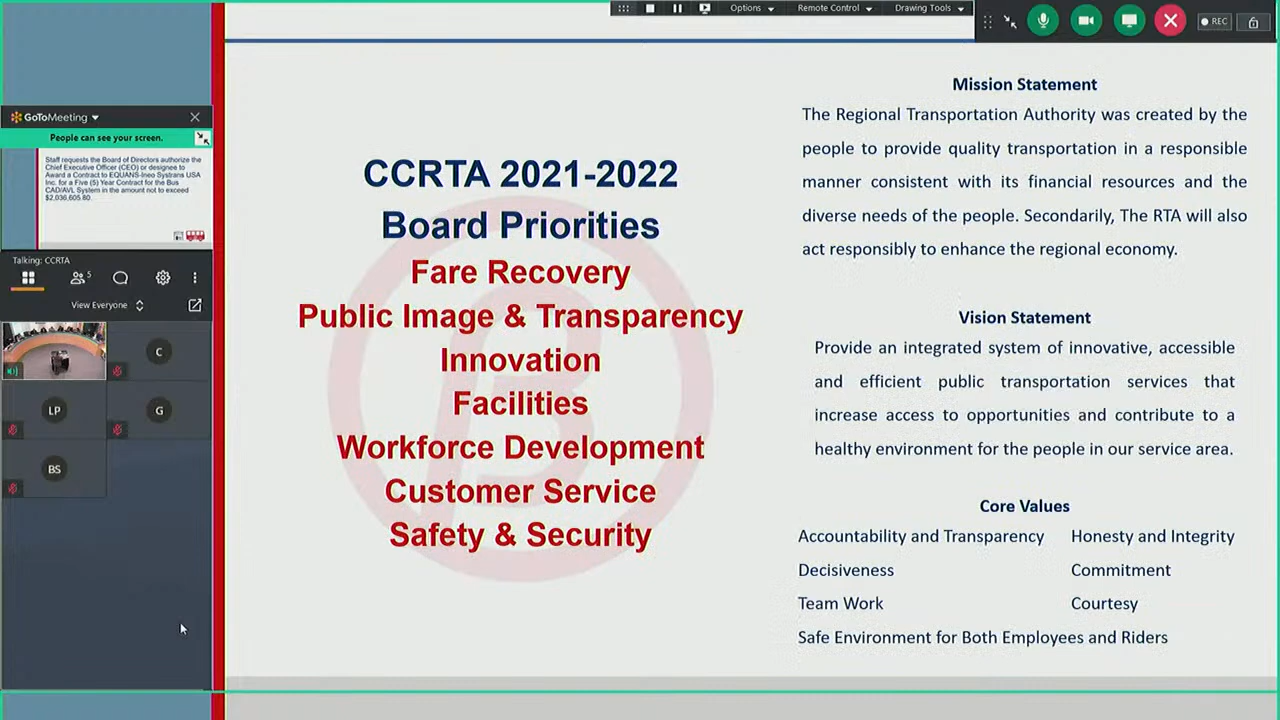 Options
Remote Control
Drawing Tools
REC
GoToMeeting
People can see your screen.
Staff requests the Board of Directors authorize the
Chief Executive Officer (CEO) or designee to
Award a Contract to EQUANS-Ineo Systrans USA
Inc. for a Five (5) Year Contract for the Bus
CAD/AVL System in the amount not to exceed
$2,036,605.80.
Talking: CCRTA
5
View Everyone
C
LP
G
BS
CCRTA 2021-2022
Board Priorities
Fare Recovery
Public Image & Transparency
Innovation
Facilities
Workforce Development
Customer Service
Safety & Security
Mission Statement
The Regional Transportation Authority was created by the
people to provide quality transportation in a responsible
manner consistent with its financial resources and the
diverse needs of the people. Secondarily, The RTA will also
act responsibly to enhance the regional economy.
Vision Statement
Provide an integrated system of innovative, accessible
and efficient public transportation services that
increase access to opportunities and contribute to a
healthy environment for the people in our service area.
Core Values
Accountability and Transparency
Honesty and Integrity
Decisiveness
Commitment
Team Work
Courtesy
Safe Environment for Both Employees and Riders